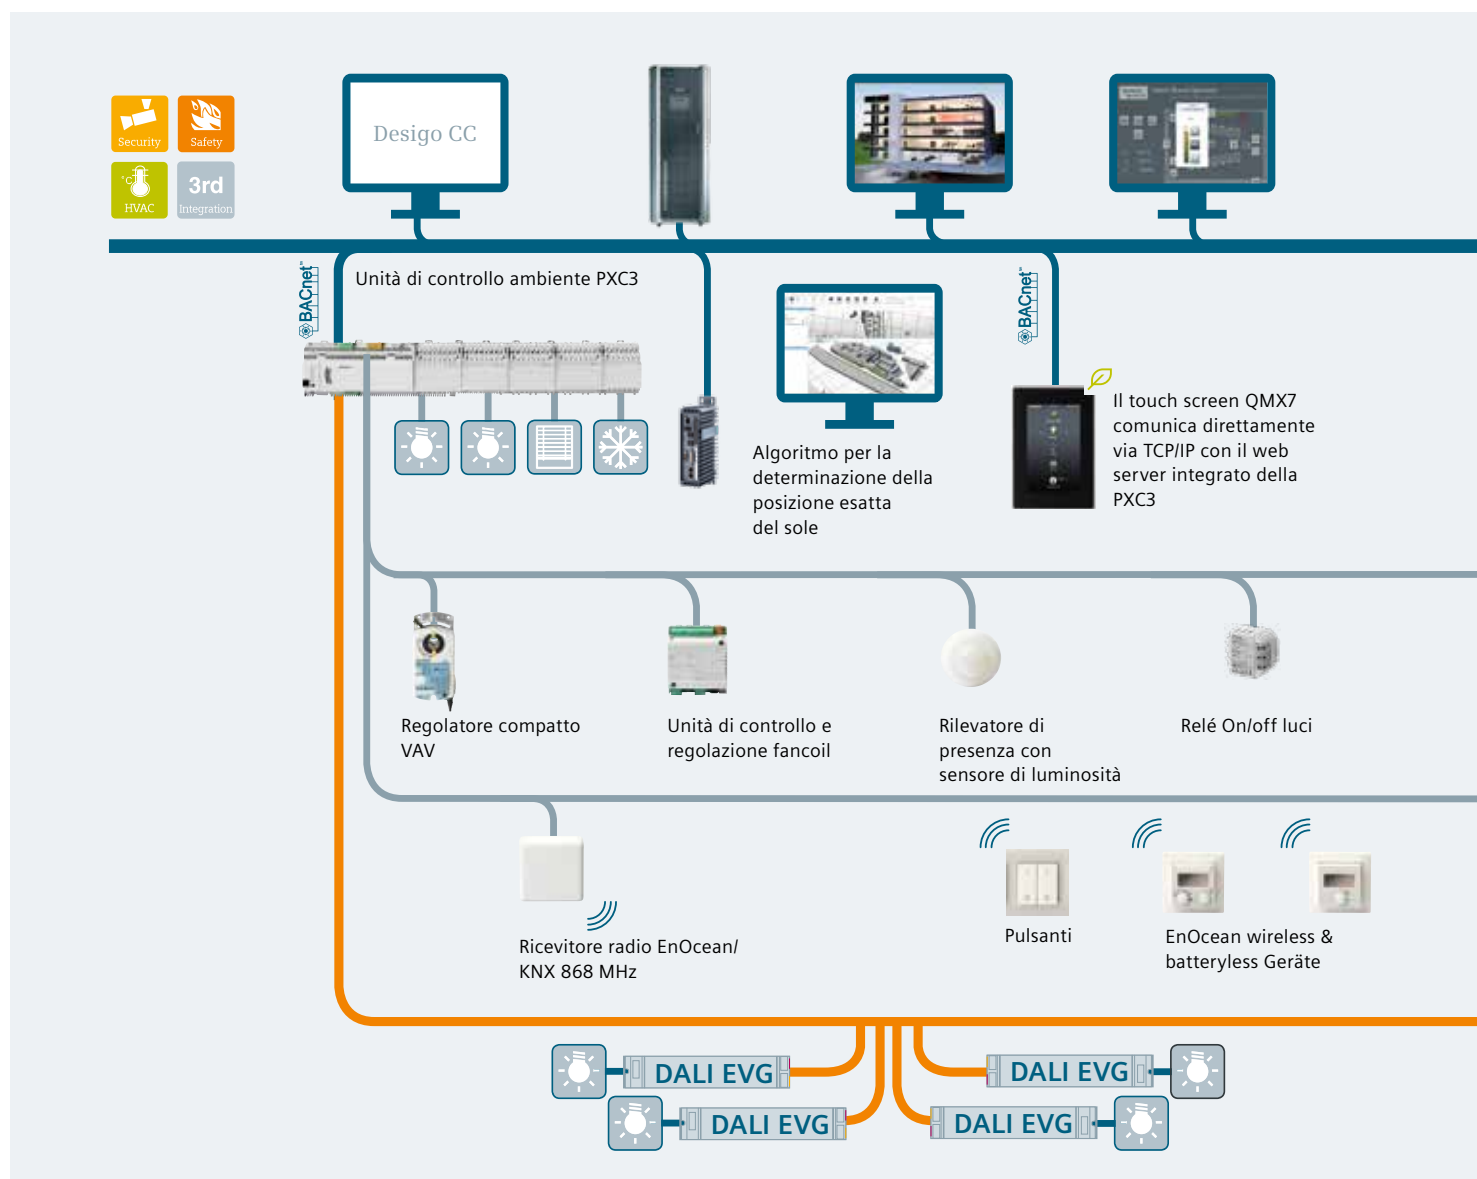 Security
Safety
°C
HVAC
3rd
Integration
Desigo CC
BACnet™
Unità di controllo ambiente PXC3
BACnet™
Algoritmo per la
determinazione della
posizione esatta
del sole
Il touch screen QMX7
comunica direttamente
via TCP/IP con il web
server integrato della
PXC3
Regolatore compatto
VAV
Unità di controllo e
regolazione fancoil
Rilevatore di
presenza con
sensore di luminosità
Relé On/off luci
Ricevitore radio EnOcean/
KNX 868 MHz
Pulsanti
EnOcean wireless &
batteryless Geräte
DALI EVG
DALI EVG
DALI EVG
DALI EVG